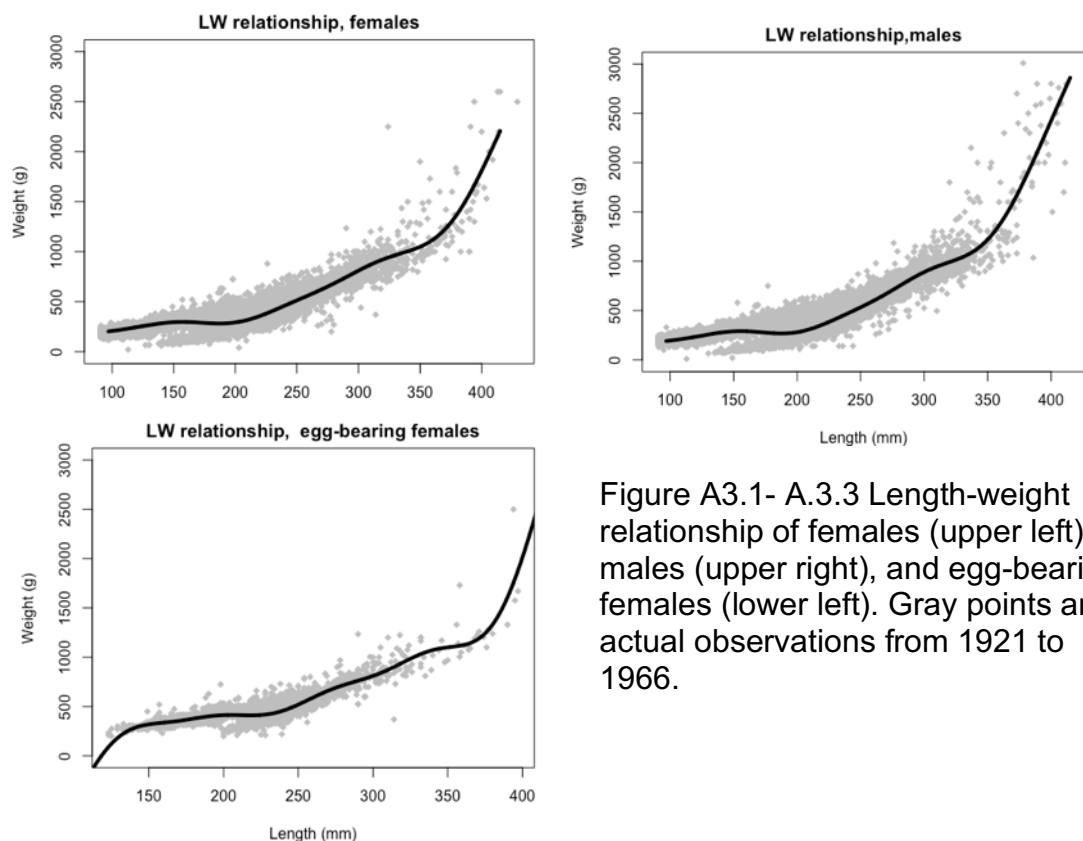 LW relationship, females
3000
2500
2000
1500
1000
500
0
Weight (g)
100 150 200 250 300 350 400
LW relationship,males
3000
2500
2000
1500
1000
500
0
Weight (g)
100 150 200 250 300 350 400
Length (mm)
LW relationship, egg-bearing females
3000
2500
2000
1500
1000
500
0
Weight (g)
150 200 250 300 350 400
Length (mm)
Figure A3.1- A.3.3 Length-weight
relationship of females (upper left)
males (upper right), and egg-beari
females (lower left). Gray points ar
actual observations from 1921 to
1966.